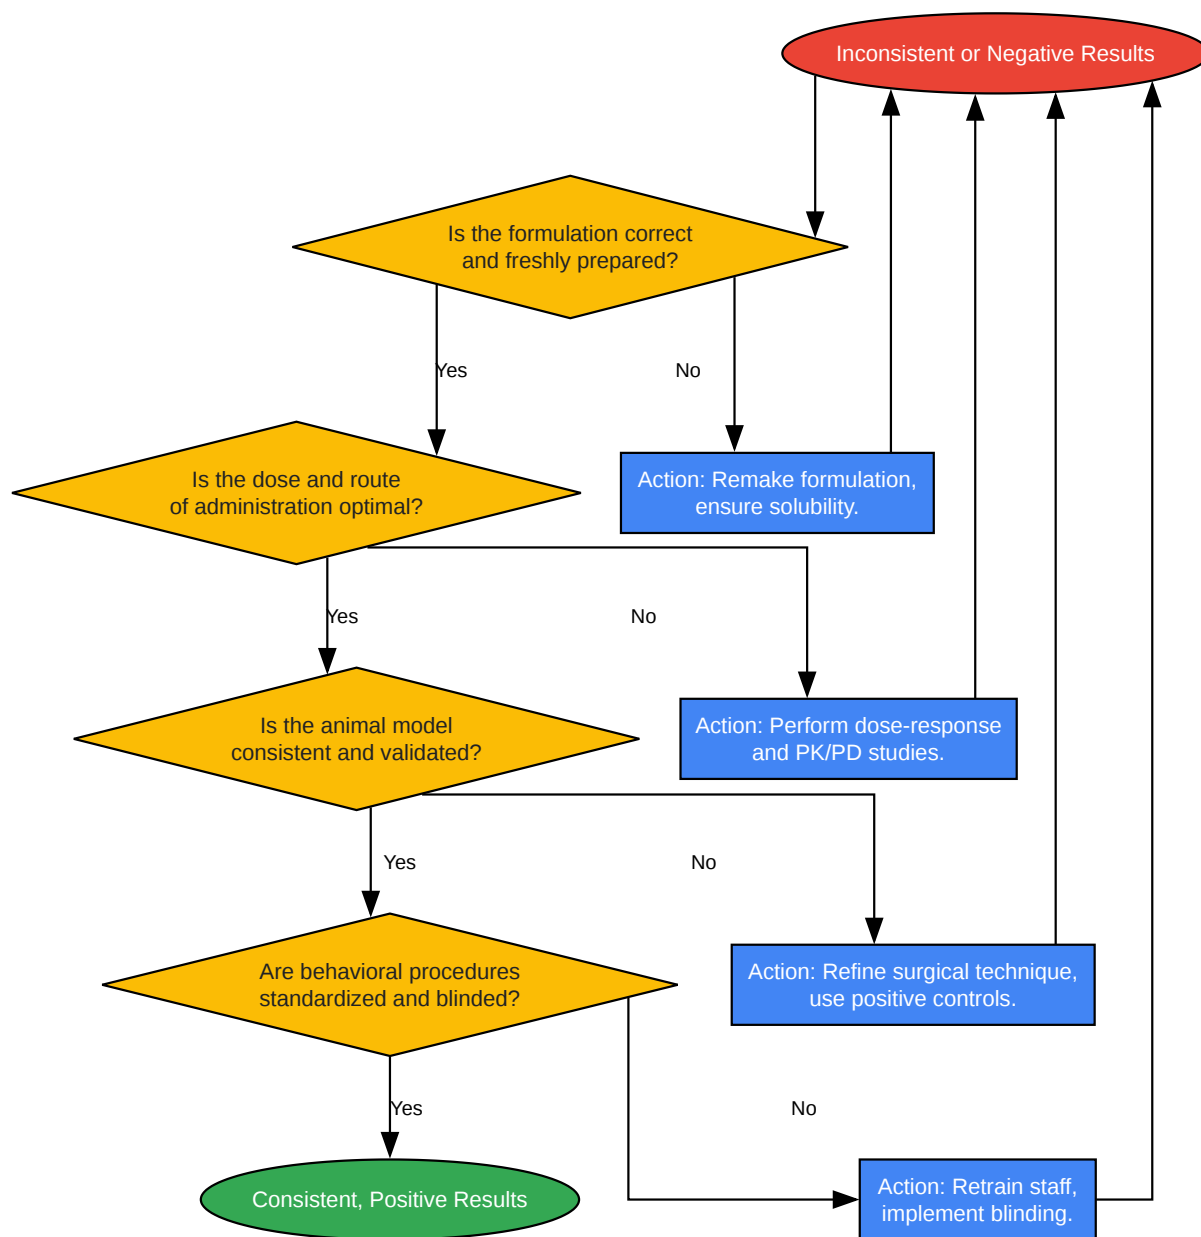 Inconsistent or Negative Results
Is the formulation correct
and freshly prepared?
Yes
No
Is the dose and route
of administration optimal?
Action: Remake formulation,
ensure solubility.
Yes
No
Is the animal model
consistent and validated?
Action: Perform dose-response
and PK/PD studies.
Yes
No
Are behavioral procedures
standardized and blinded?
Action: Refine surgical technique,
use positive controls.
Yes
No
Consistent, Positive Results
Action: Retrain staff,
implement blinding.